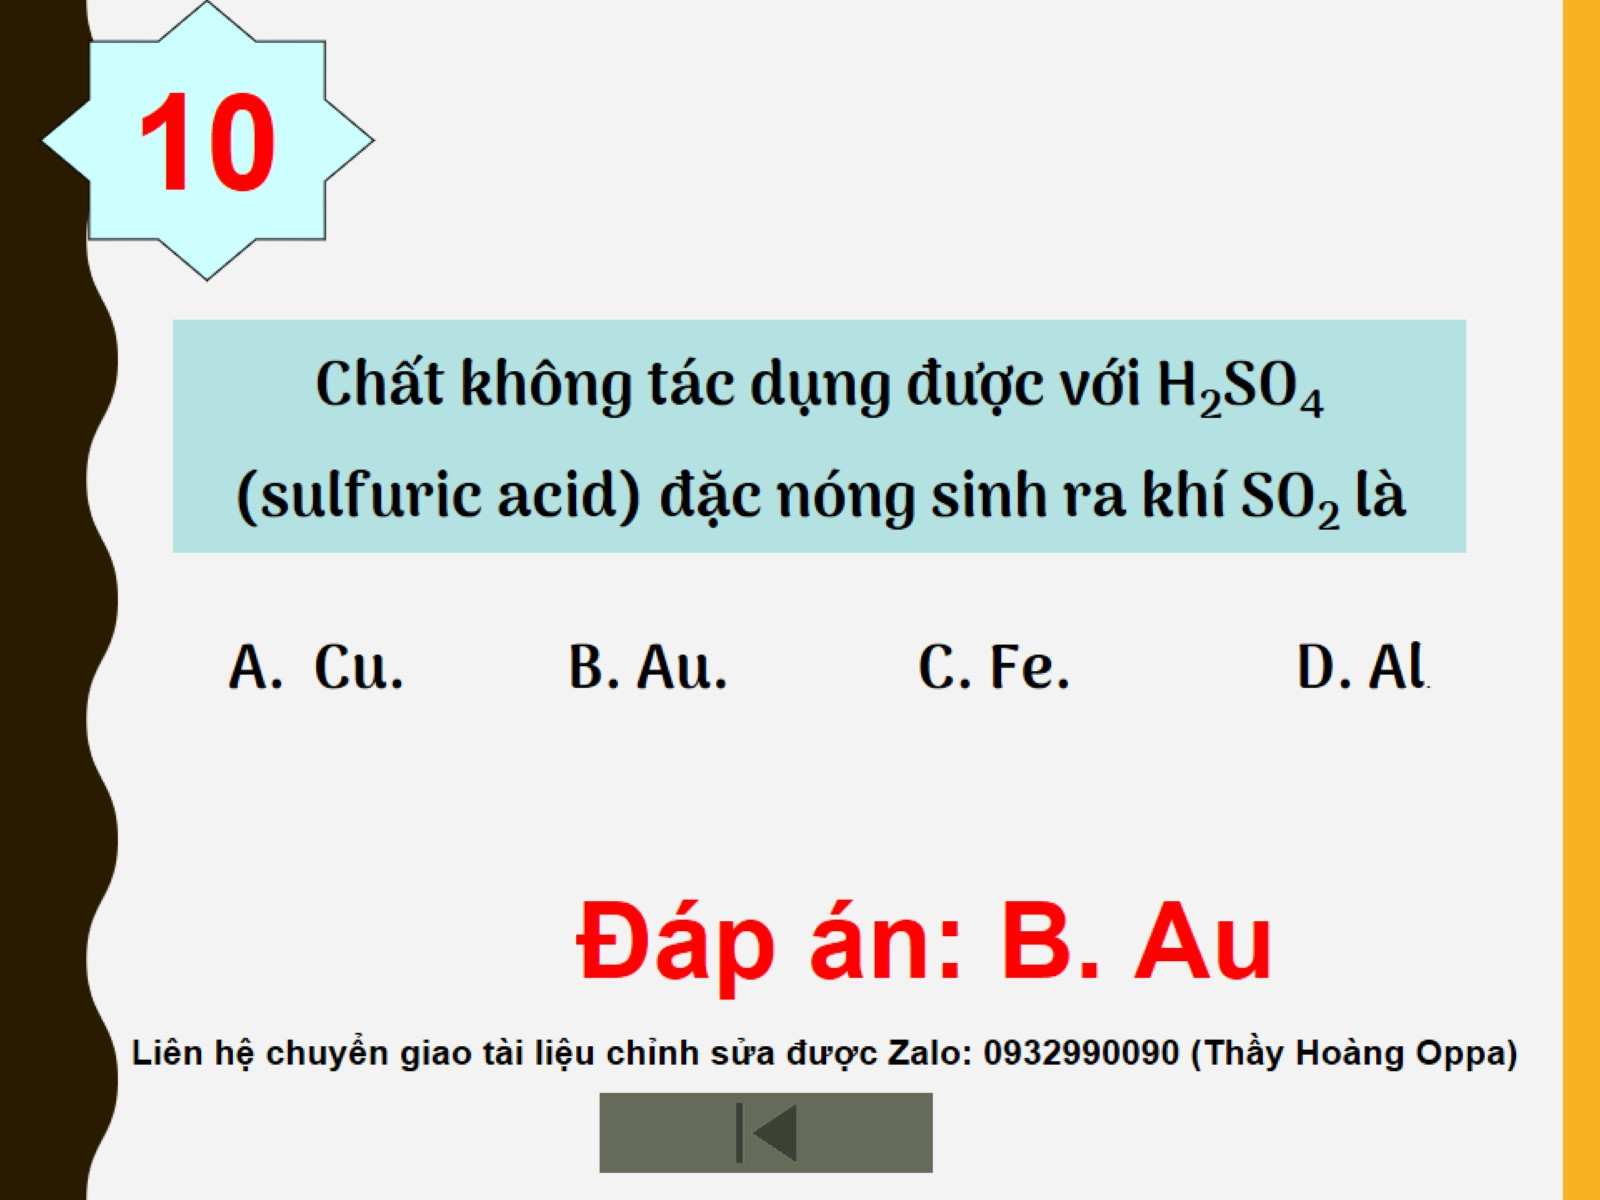 10
Chất không tác dụng được với H₂SO₄
(sulfuric acid) đặc nóng sinh ra khí SO₂ là
A. Cu. B. Au. C. Fe. D. Al.
Đáp án: B. Au
Liên hệ chuyển giao tài liệu chỉnh sửa được Zalo: 0932990090 (Thầy Hoàng Oppa)